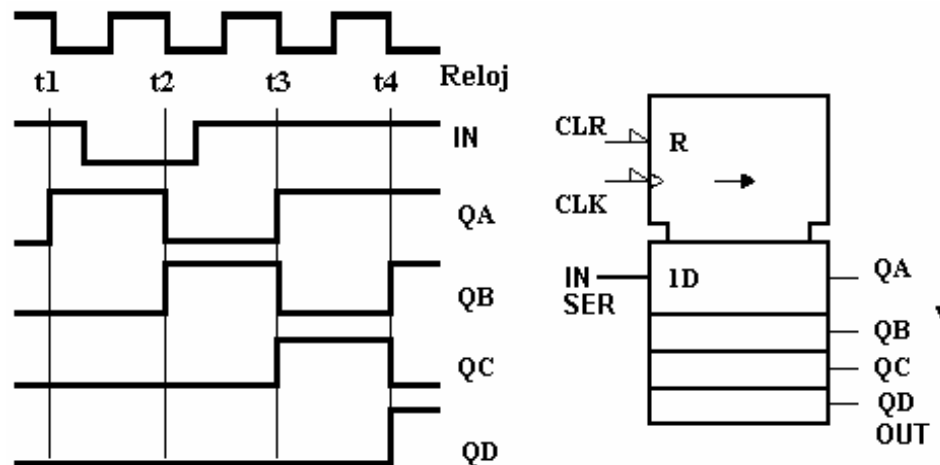 Reloj
t1 t2 t3 t4
IN
QA
QB
QC
QD
CLR
R
CLK
IN
SER
1D
QA
QB
QC
QD
OUT